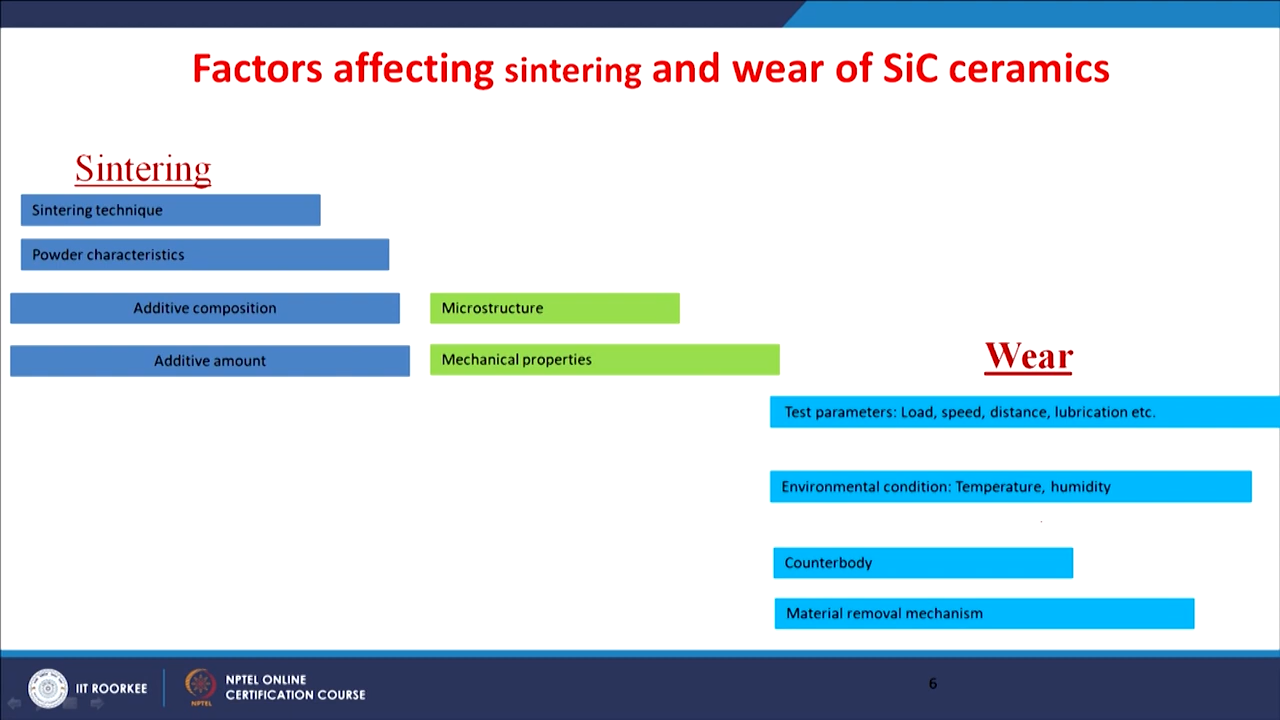 Factors affecting sintering and wear of SiC ceramics
Sintering
Sintering technique
Powder characteristics
Additive composition
Additive amount
Microstructure
Mechanical properties
Wear
Test parameters: Load, speed, distance, lubrication etc.
Environmental condition: Temperature, humidity
Counterbody
Material removal mechanism
IIT ROORKEE
NPTEL
NPTEL ONLINE
CERTIFICATION COURSE
6